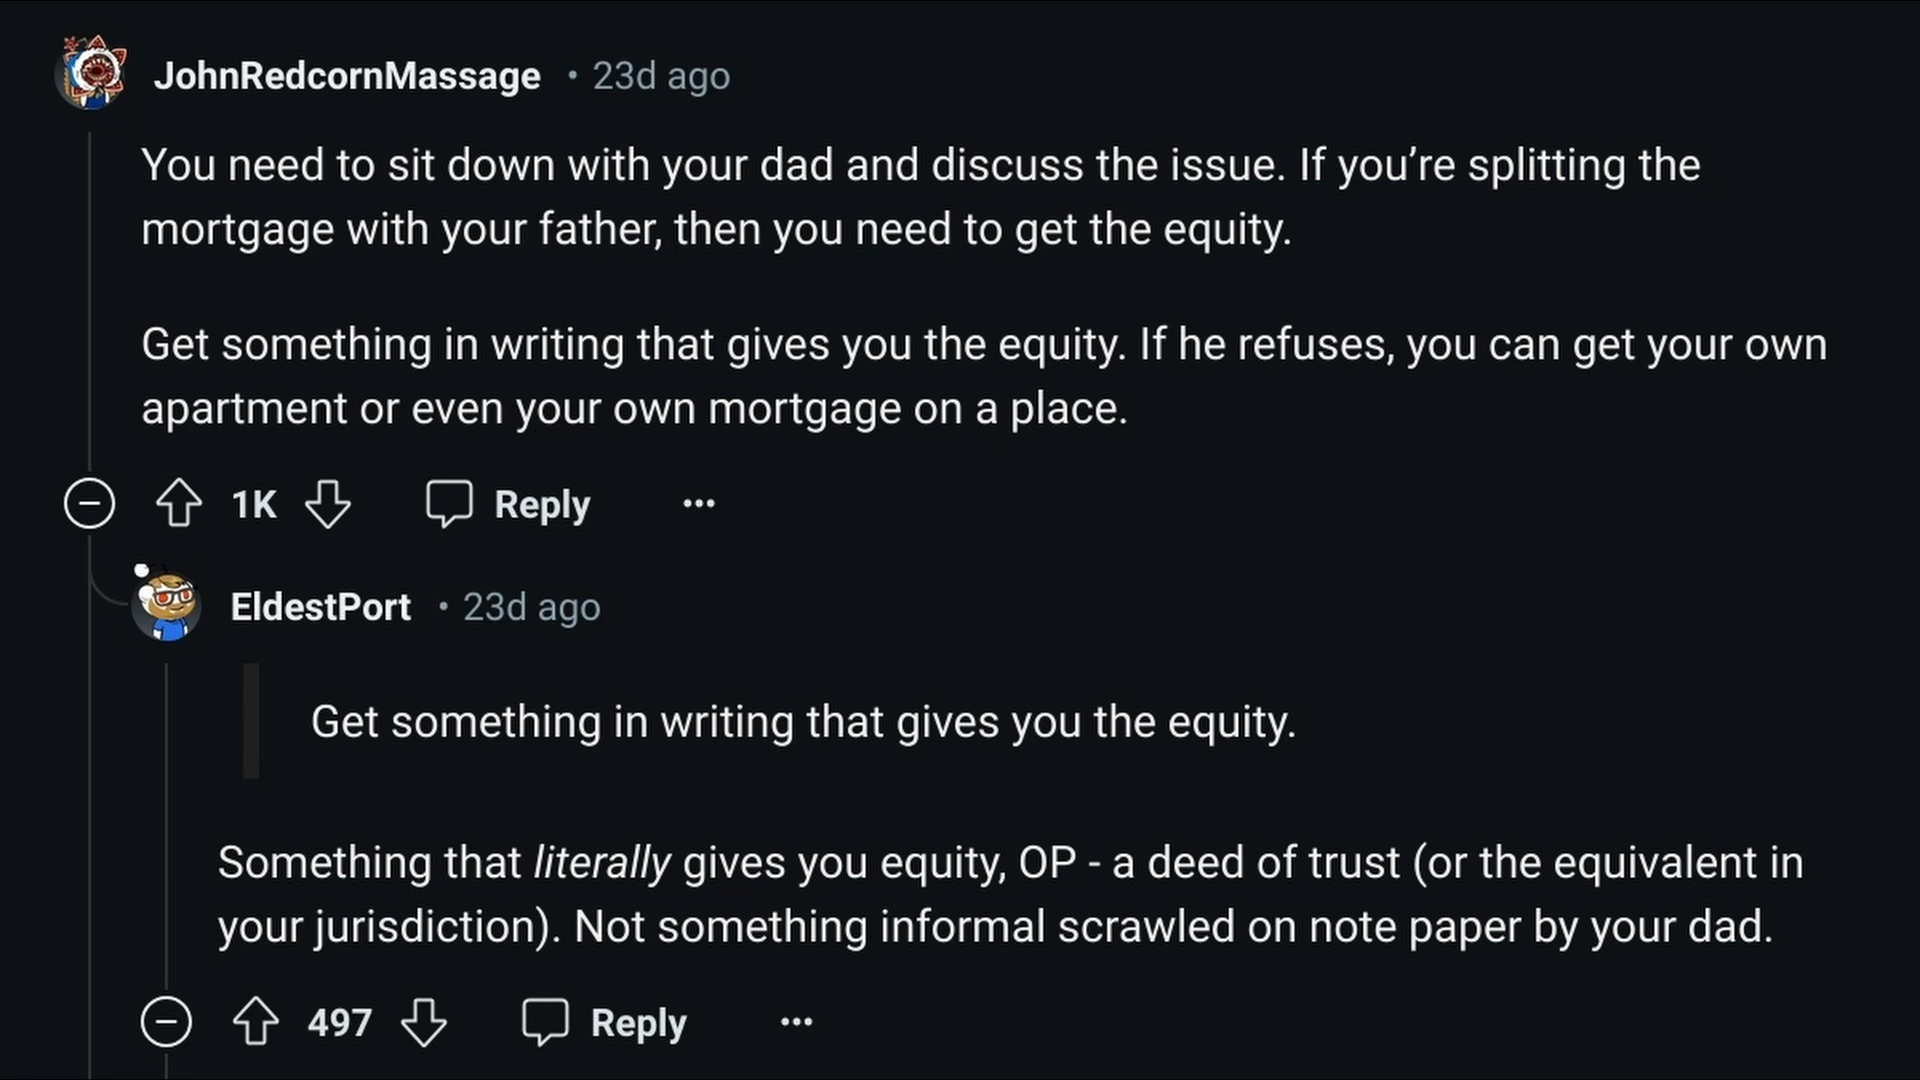 JohnRedcornMassage • 23d ago
You need to sit down with your dad and discuss the issue. If you’re splitting the
mortgage with your father, then you need to get the equity.
Get something in writing that gives you the equity. If he refuses, you can get your own
apartment or even your own mortgage on a place.
1K Reply ...
EldestPort • 23d ago
Get something in writing that gives you the equity.
Something that literally gives you equity, OP - a deed of trust (or the equivalent in
your jurisdiction). Not something informal scrawled on note paper by your dad.
497 Reply ...